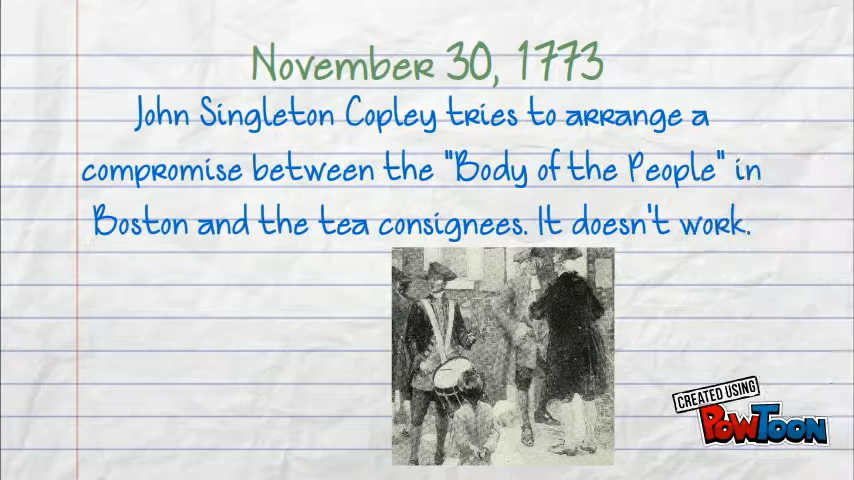 November 30, 1773
John Singleton Copley tries to arrange a
compromise between the "Body of the People" in
Boston and the tea consignees. It doesn't work.
CREATED USING
POWTOON